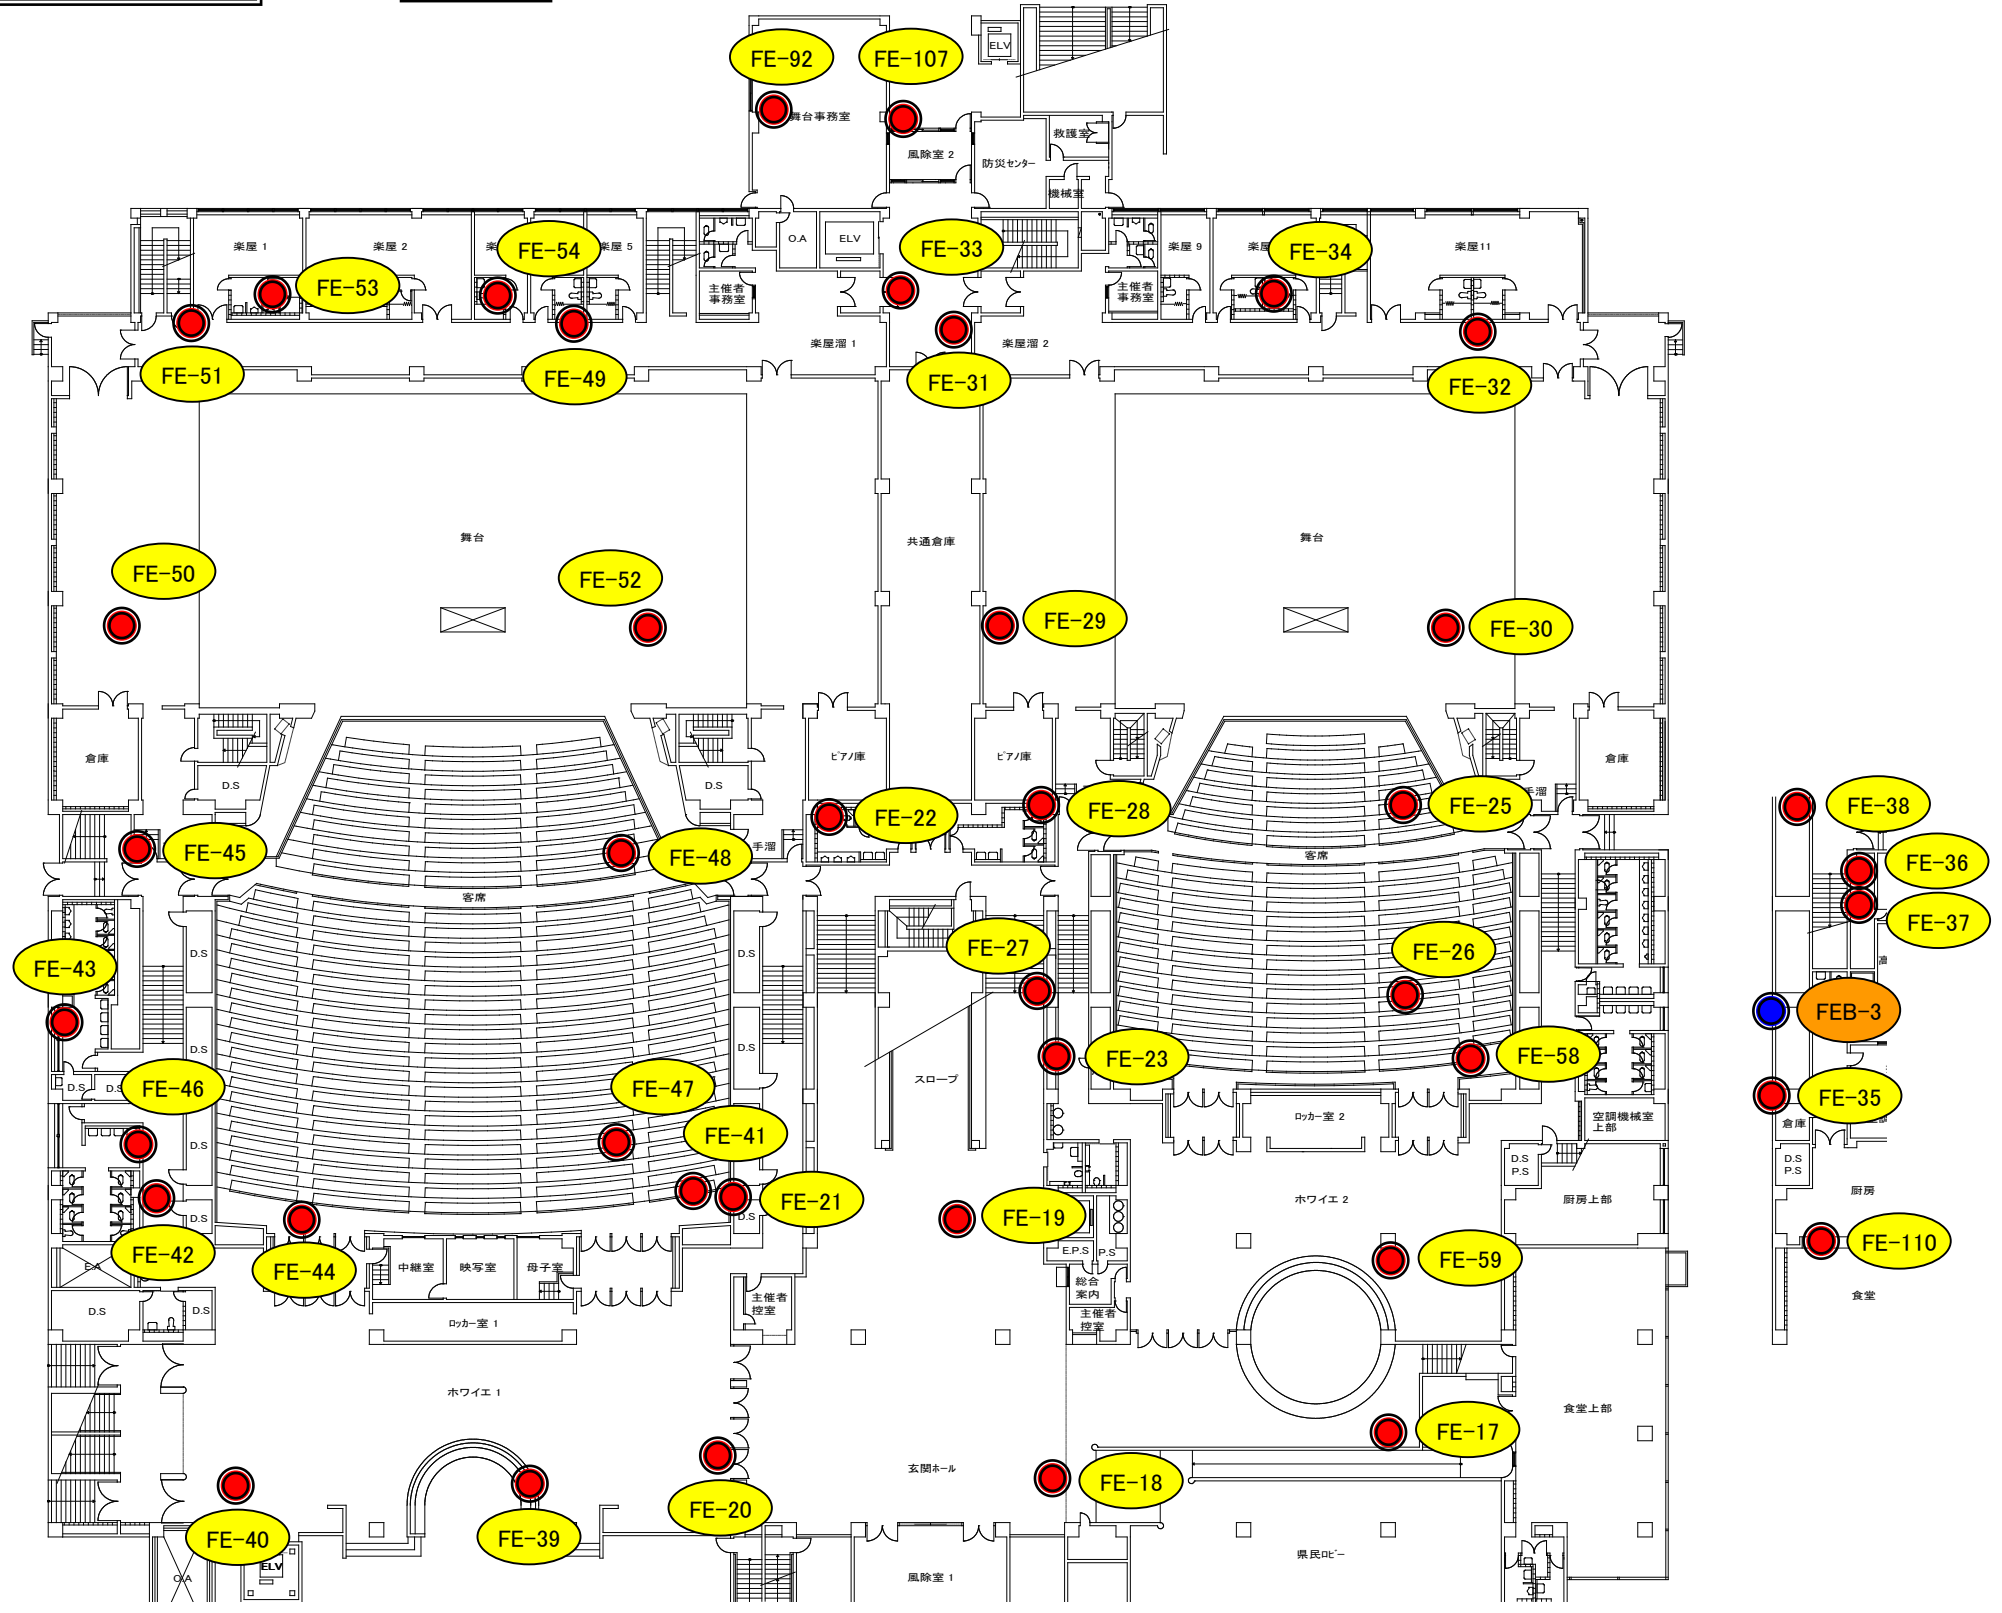 ELV
FE-92
FE-107
舞台事務室
風除室 2
防災センター
救護室
機械室
楽屋 1
楽屋 2
FE-54
楽屋 5
O.A
ELV
FE-33
楽屋 9
FE-34
楽屋11
FE-53
主催者
事務室
主催者
事務室
楽屋溜 1
楽屋溜 2
FE-51
FE-49
FE-31
FE-32
舞台
共通倉庫
舞台
FE-50
FE-52
FE-29
FE-30
倉庫
D.S
D.S
ピアノ庫
ピアノ庫
倉庫
FE-45
FE-48
手溜
FE-22
FE-28
FE-25
手溜
FE-38
客席
客席
FE-36
FE-37
FE-43
D.S
D.S
FE-27
FE-26
FEB-3
D.S
D.S
FE-23
FE-58
スロープ
D.S
D.S
FE-46
FE-47
FE-35
FE-41
D.S
ロッカー室 2
空調機械室
上部
倉庫
D.S
P.S
D.S
P.S
FE-21
D.S
D.S
FE-19
ホワイエ 2
厨房上部
厨房
FE-42
E.A
FE-44
中継室
映写室
母子室
E.P.S
P.S
FE-59
FE-110
総合
案内
主催者
控室
主催者
控室
D.S
D.S
ロッカー室 1
食堂
ホワイエ 1
食堂上部
FE-17
玄関ホール
FE-18
FE-20
FE-40
FE-39
ELV
O.A
風除室 1
県民ロビー